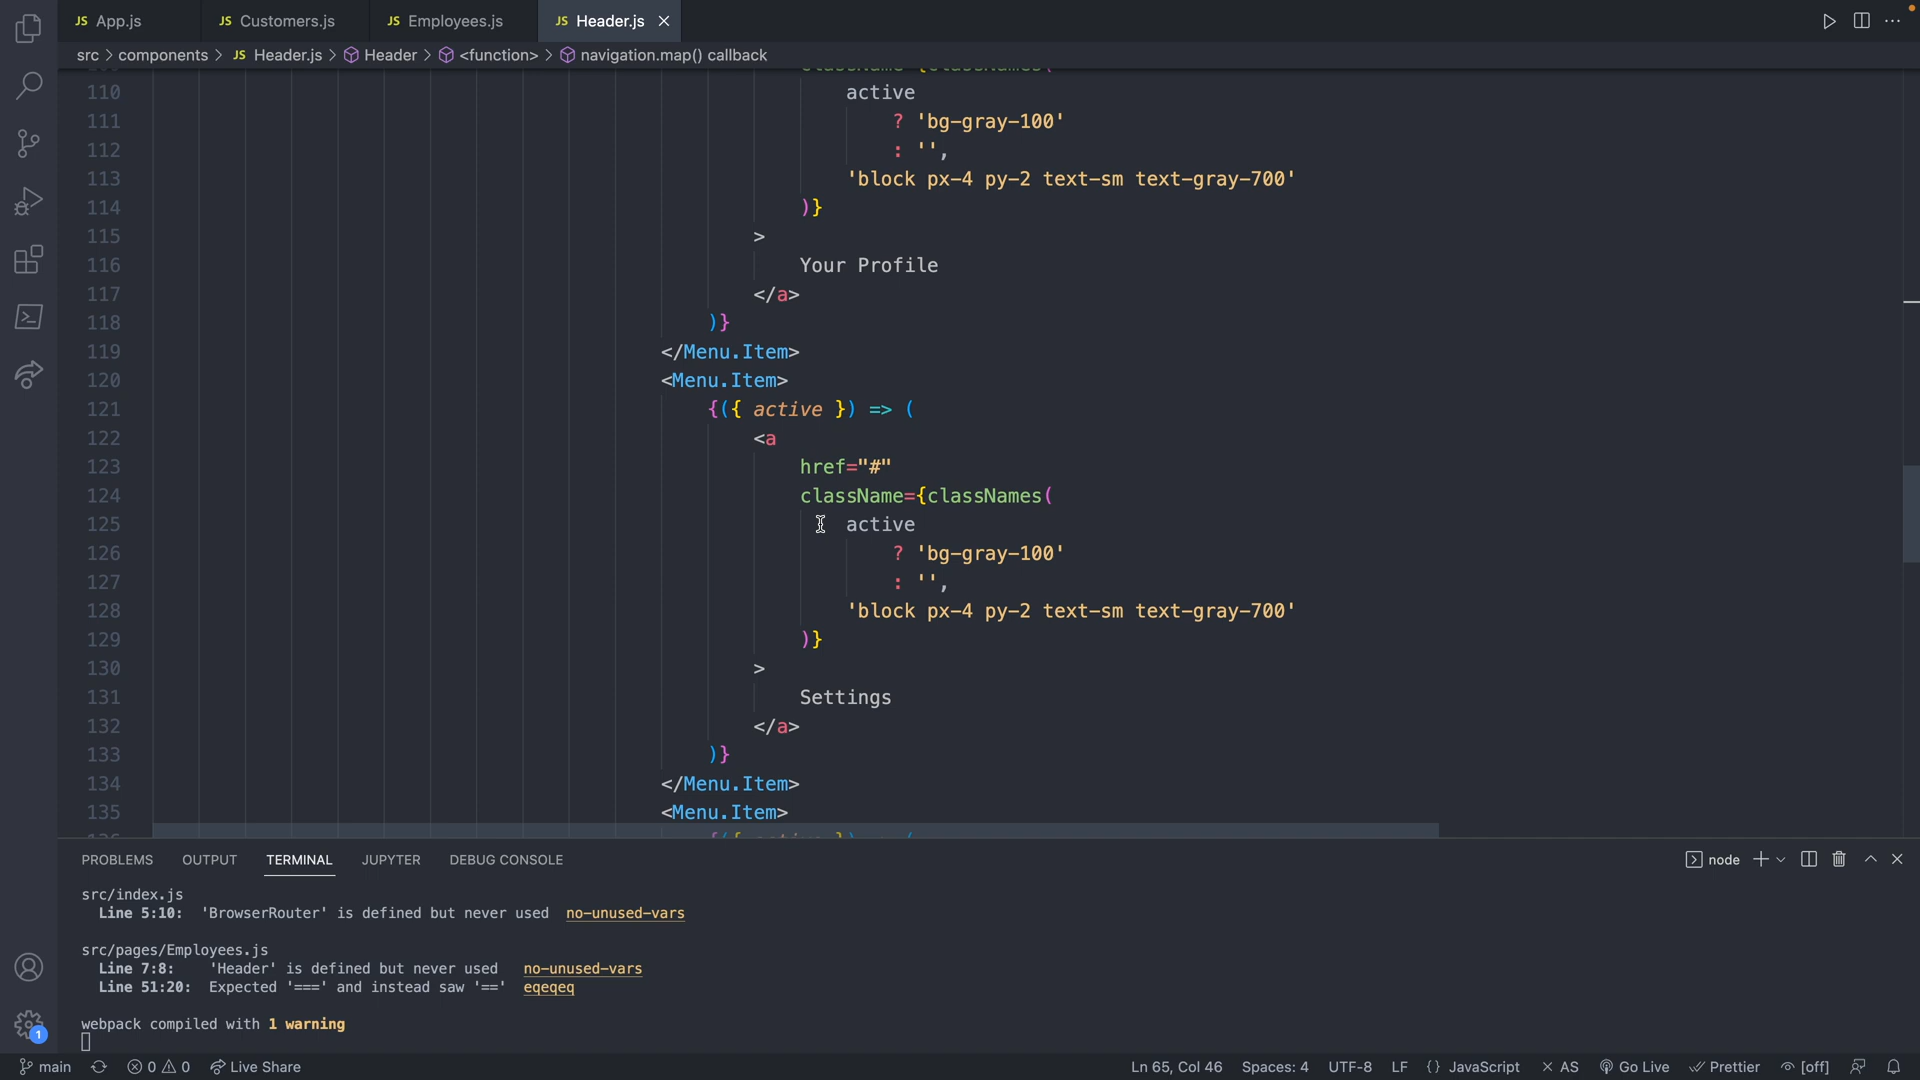 JS App.js
JS Customers.js
JS Employees.js
JS Header.js
src > components > JS Header.js > Header > <function> > navigation.map() callback
110 active
111 ? 'bg-gray-100'
112 : '',
113 'block px-4 py-2 text-sm text-gray-700'
114 )}
115 >
116 Your Profile
117 </a>
118 )}
119 </Menu.Item>
120 <Menu.Item>
121 {({ active }) => (
122 <a
123 href="#"
124 className={classNames(
125 active
126 ? 'bg-gray-100'
127 : '',
128 'block px-4 py-2 text-sm text-gray-700'
129 )}
130 >
131 Settings
132 </a>
133 )}
134 </Menu.Item>
135 <Menu.Item>
PROBLEMS OUTPUT TERMINAL JUPYTER DEBUG CONSOLE
node
src/index.js
Line 5:10: 'BrowserRouter' is defined but never used no-unused-vars
src/pages/Employees.js
Line 7:8: 'Header' is defined but never used no-unused-vars
Line 51:20: Expected '===' and instead saw '==' eqeqeq
webpack compiled with 1 warning
1
main 0 0 Live Share Ln 65, Col 46 Spaces: 4 UTF-8 LF {} JavaScript × AS Go Live Prettier [off]